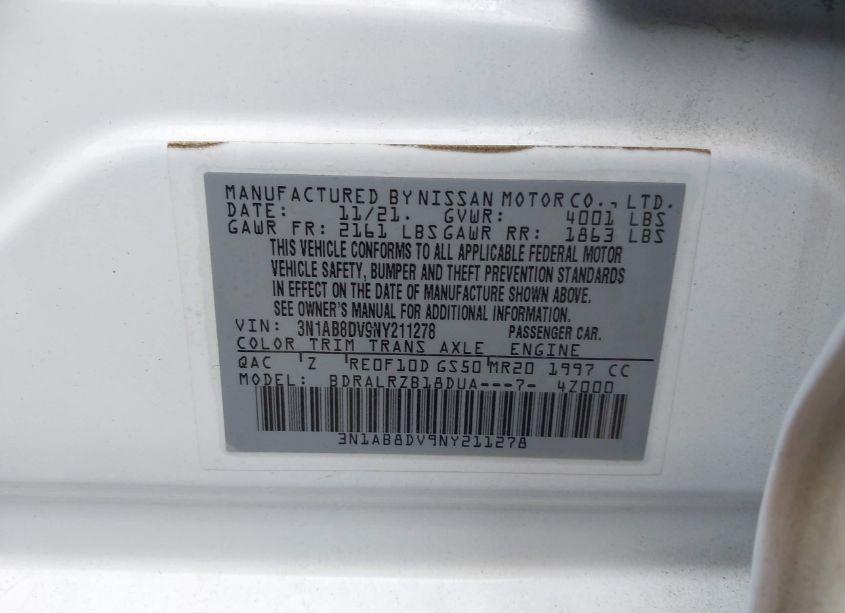 MANUFACTURED BY NISSAN MOTOR CO., LTD.
DATE: 11/21. GVWR: 4001 LBS
GAWR FR: 2161 LBS GAWR RR: 1863 LBS
THIS VEHICLE CONFORMS TO ALL APPLICABLE FEDERAL MOTOR
VEHICLE SAFETY, BUMPER AND THEFT PREVENTION STANDARDS
IN EFFECT ON THE DATE OF MANUFACTURE SHOWN ABOVE.
SEE OWNER'S MANUAL FOR ADDITIONAL INFORMATION.
VIN: 3N1AB8DV9NY211278 PASSENGER CAR.
COLOR TRIM TRANS AXLE ENGINE
QAC Z RE0F10D GS50 MR20 1997 CC
MODEL: BDRALRZB18DUA---7- 4Z000
3N1AB8DV9NY211278